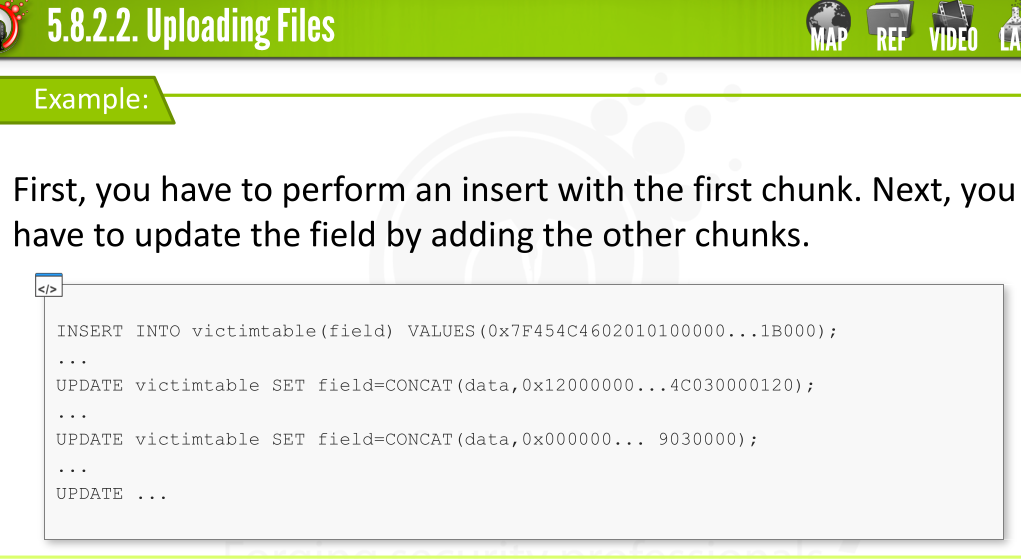 5.8.2.2. Uploading Files
MAP REF VIDEO
Example:
First, you have to perform an insert with the first chunk. Next, you
have to update the field by adding the other chunks.
</>
INSERT INTO victimtable(field) VALUES(0x7F454C4602010100000...1B000);
...
UPDATE victimtable SET field=CONCAT(data,0x12000000...4C030000120);
...
UPDATE victimtable SET field=CONCAT(data,0x000000... 9030000);
...
UPDATE ...
Forging security professionals